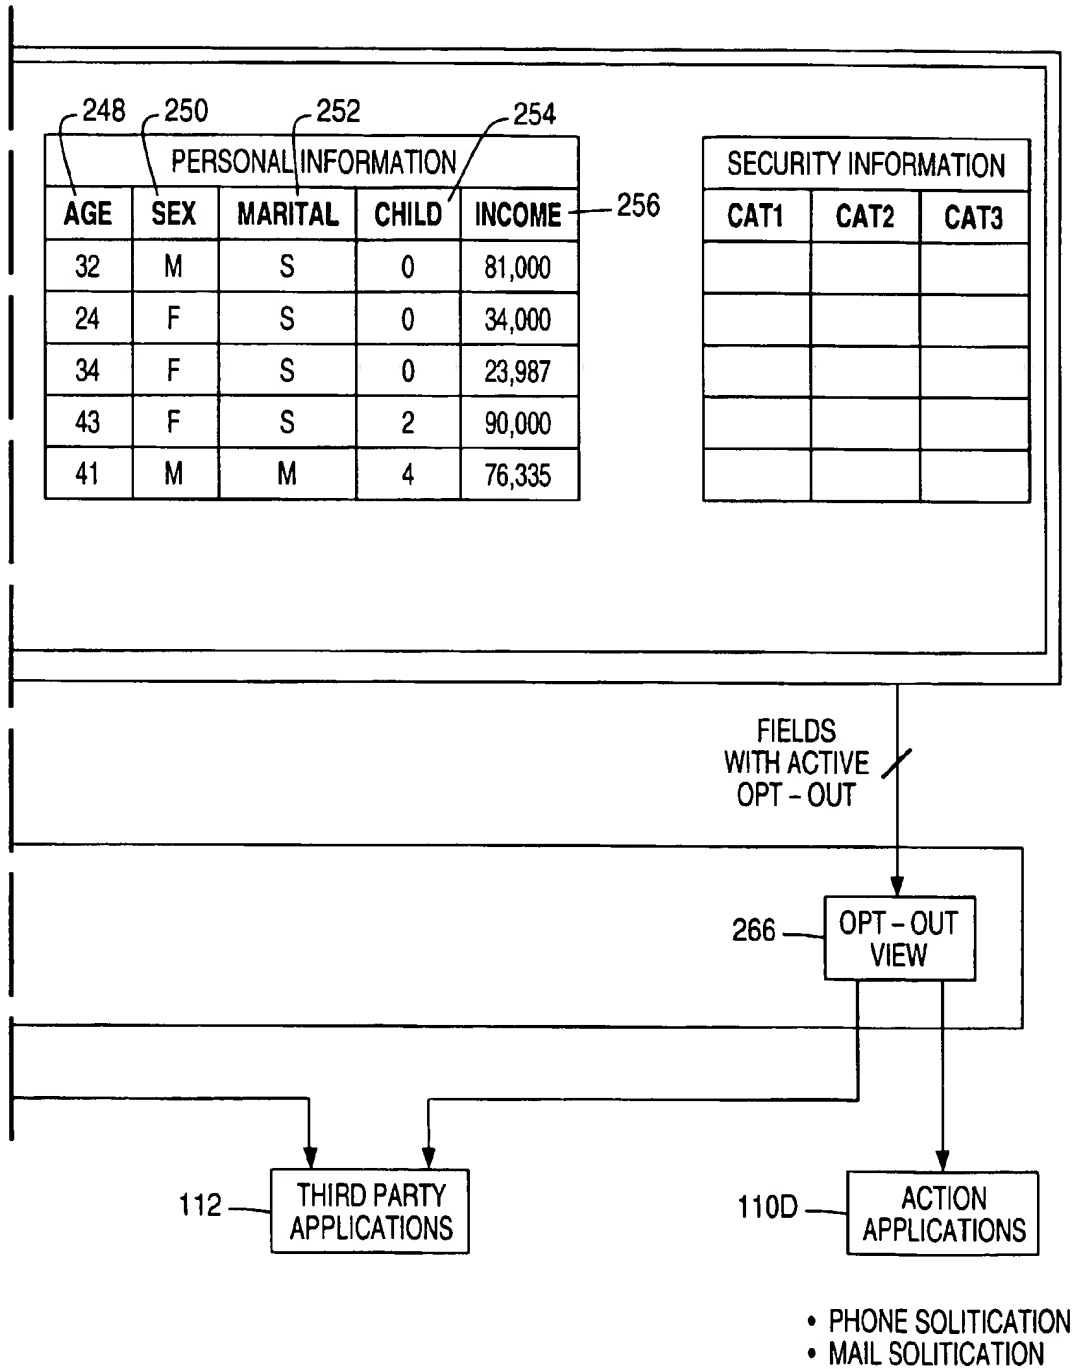 248 250 252 254
PERSONAL INFORMATION
AGE SEX MARITAL CHILD INCOME 256
32 M S 0 81,000
24 F S 0 34,000
34 F S 0 23,987
43 F S 2 90,000
41 M M 4 76,335
SECURITY INFORMATION
CAT1 CAT2 CAT3
FIELDS
WITH ACTIVE
OPT – OUT
266
OPT – OUT
VIEW
112
THIRD PARTY
APPLICATIONS
110D
ACTION
APPLICATIONS
• PHONE SOLITICATION
• MAIL SOLITICATION